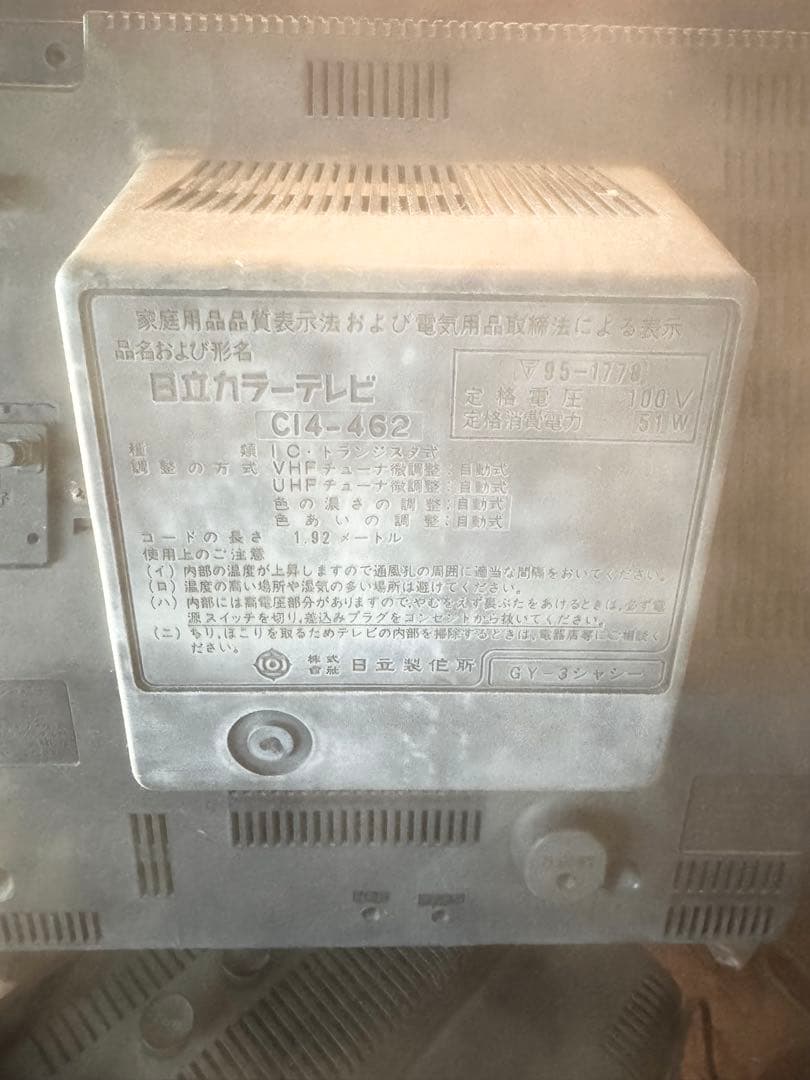 家庭用品品質表示法および電気用品取締法による表示
品名および形名
日立カラーテレビ
C14-462
▽95-1778
定格電圧 100V
定格消費電力 51W
種類 IC・トランジスタ式
調整の方式 VHFチューナ微調整:自動式
UHFチューナ微調整:自動式
色の濃さの調整:自動式
色あいの調整:自動式
コードの長さ 1.92メートル
使用上のご注意
(イ) 内部の温度が上昇しますので通風孔の周囲に適当な間隔をおいてください。
(ロ) 温度の高い場所や湿気の多い場所は避けてください。
(ハ) 内部には高電圧部分がありますので、やむをえず裏ぶたをあけるときは、必ず電
源スイッチを切り、差込みプラグをコンセントから抜いてください。
(ニ) ちり、ほこりを取るためテレビの内部を掃除するときは、電器店等にご相談く
ださい。
株式會社 日立製作所
GY-3シャシー